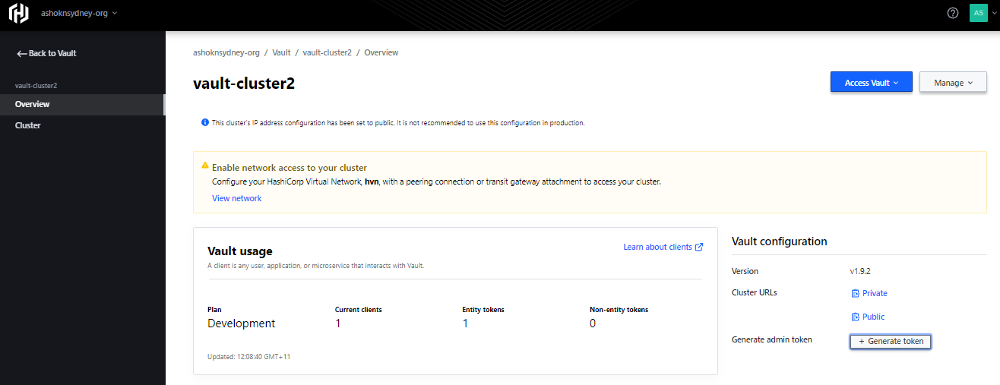 ashoknsydney-org
AS
Back to Vault
vault-cluster2
Overview
Cluster
ashoknsydney-org / Vault / vault-cluster2 / Overview
vault-cluster2
Access Vault
Manage
This cluster's IP address configuration has been set to public. It is not recommended to use this configuration in production.
Enable network access to your cluster
Configure your HashiCorp Virtual Network, hvn, with a peering connection or transit gateway attachment to access your cluster.
View network
Vault usage
Learn about clients
A client is any user, application, or microservice that interacts with Vault.
Plan Current clients Entity tokens Non-entity tokens
Development 1 1 0
Updated: 12:08:40 GMT+11
Vault configuration
Version v1.9.2
Cluster URLs Private
Public
Generate admin token + Generate token